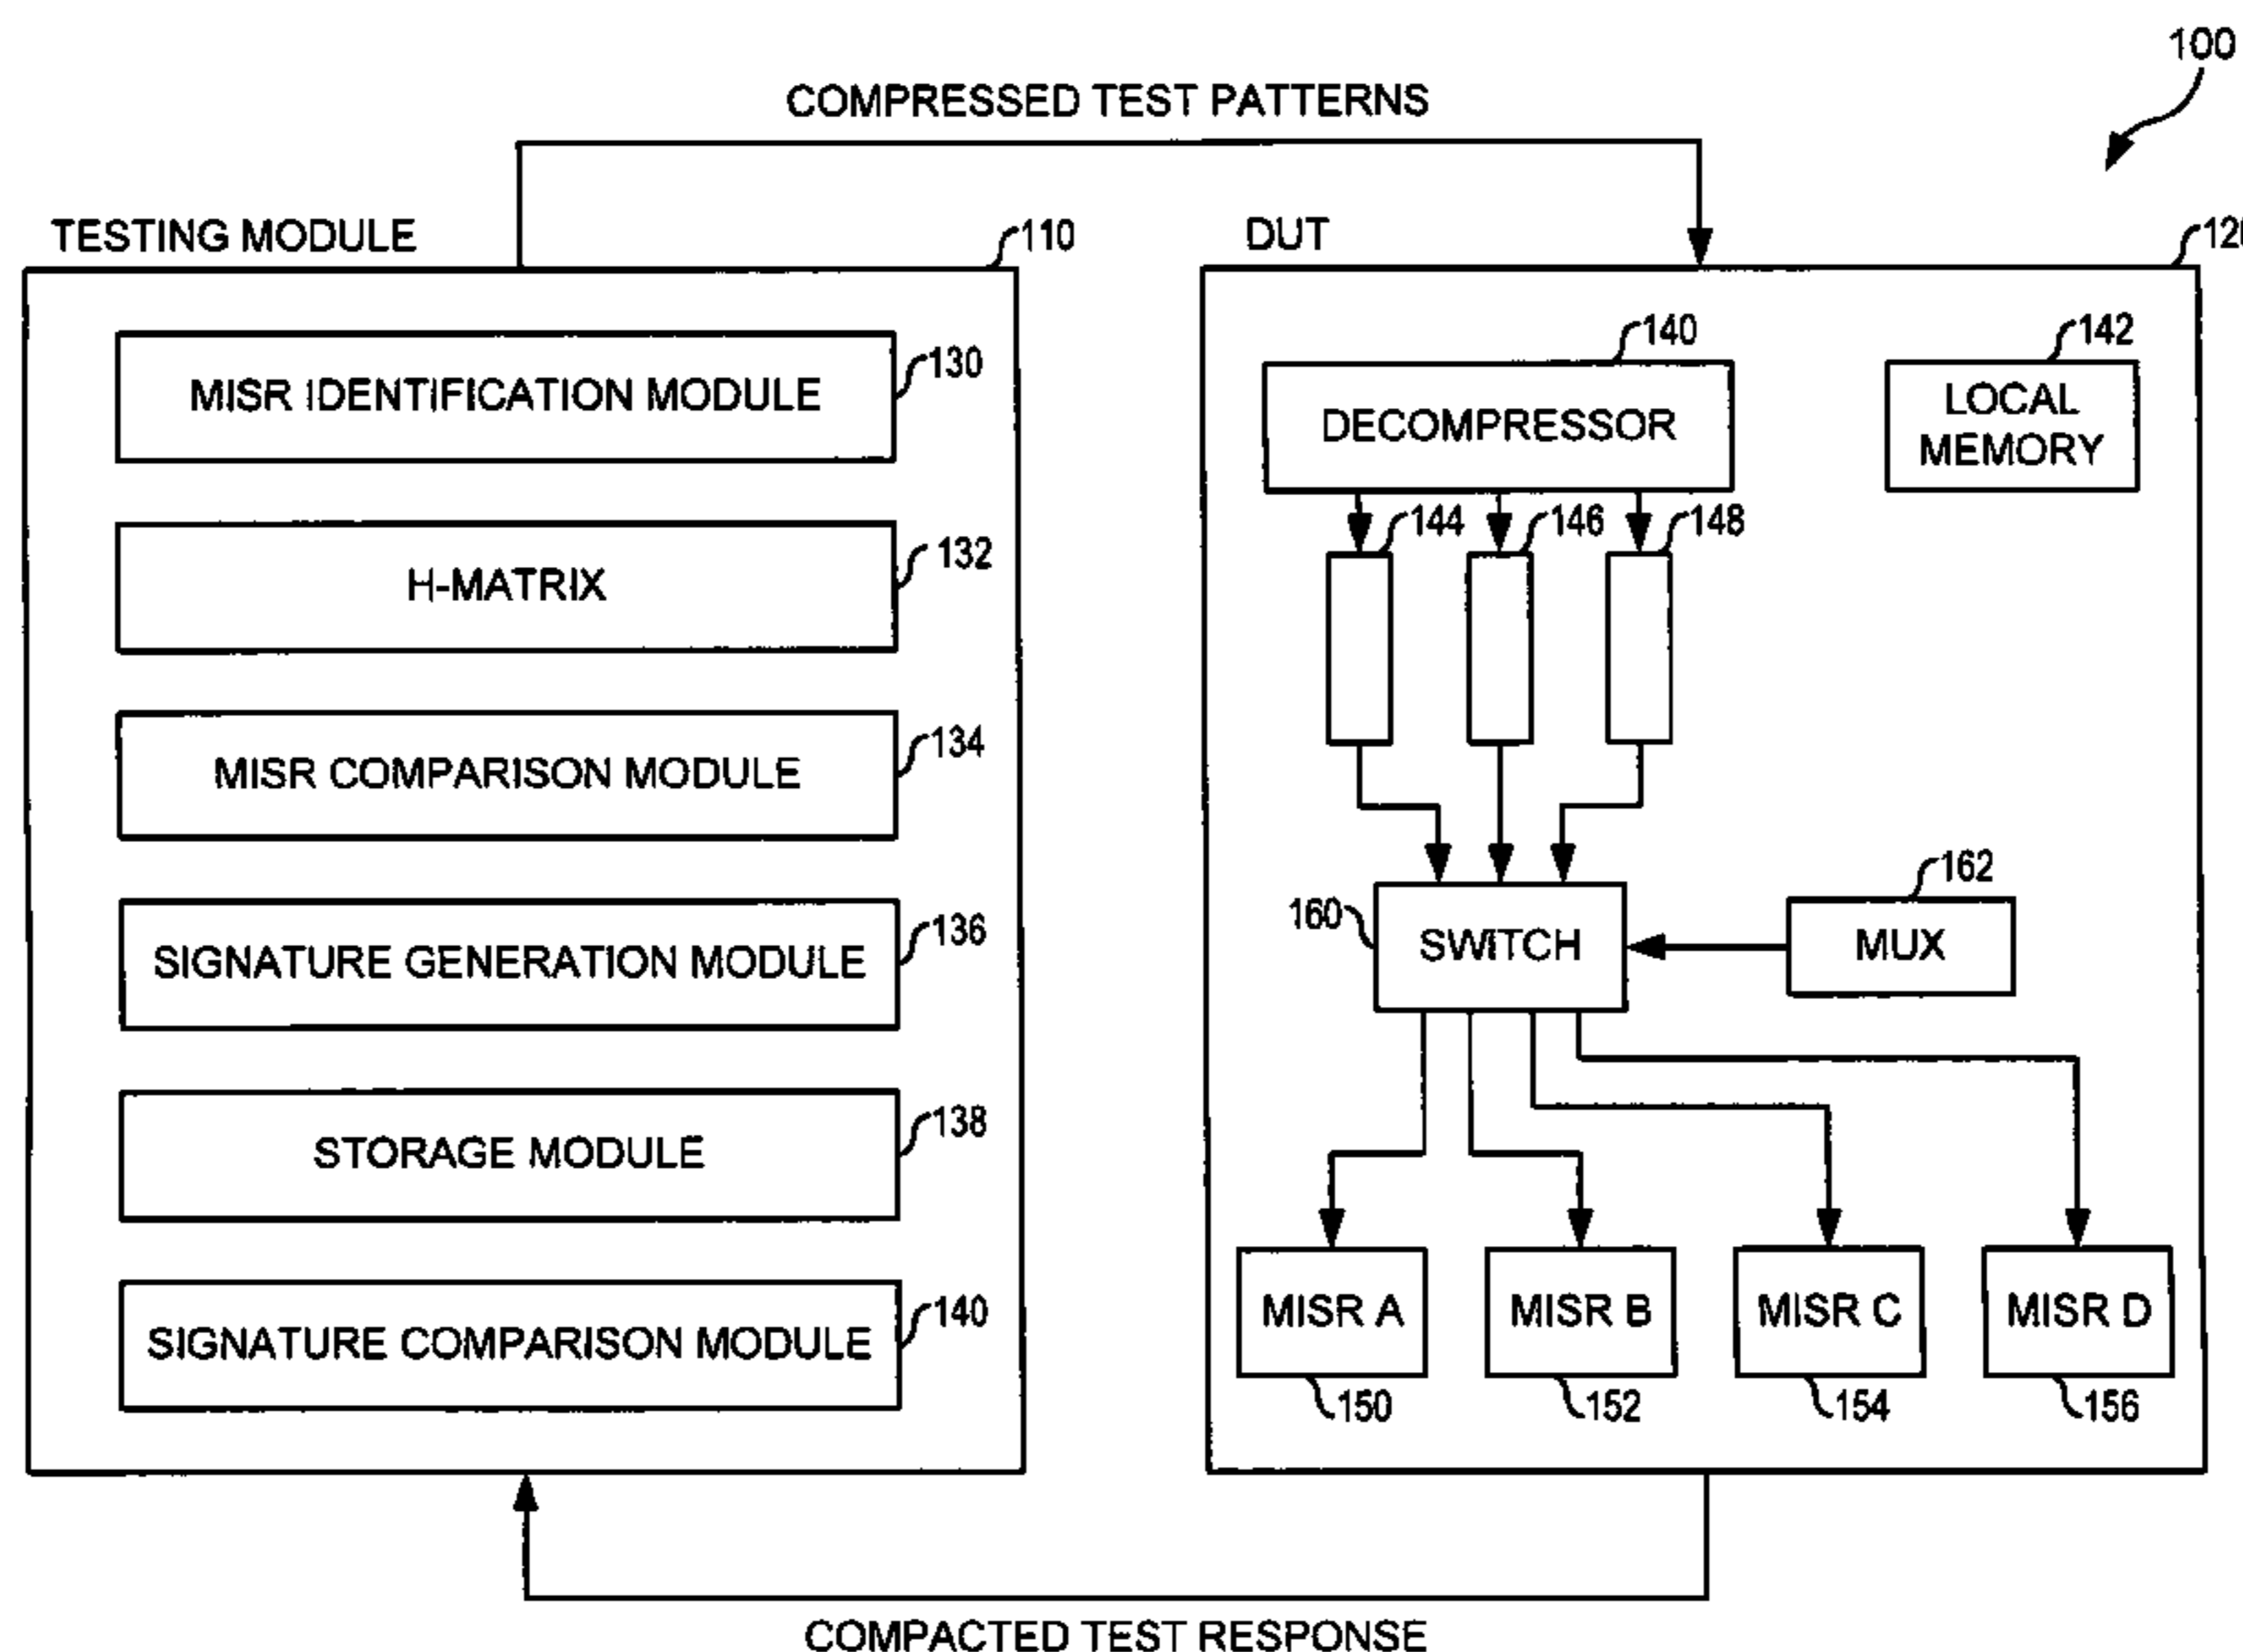 100
COMPRESSED TEST PATTERNS
TESTING MODULE
110
MISR IDENTIFICATION MODULE
130
H-MATRIX
132
MISR COMPARISON MODULE
134
SIGNATURE GENERATION MODULE
136
STORAGE MODULE
138
SIGNATURE COMPARISON MODULE
140
DUT
120
DECOMPRESSOR
140
LOCAL
MEMORY
142
144
146
148
160
SWITCH
MUX
162
MISR A
150
MISR B
152
MISR C
154
MISR D
156
COMPACTED TEST RESPONSE